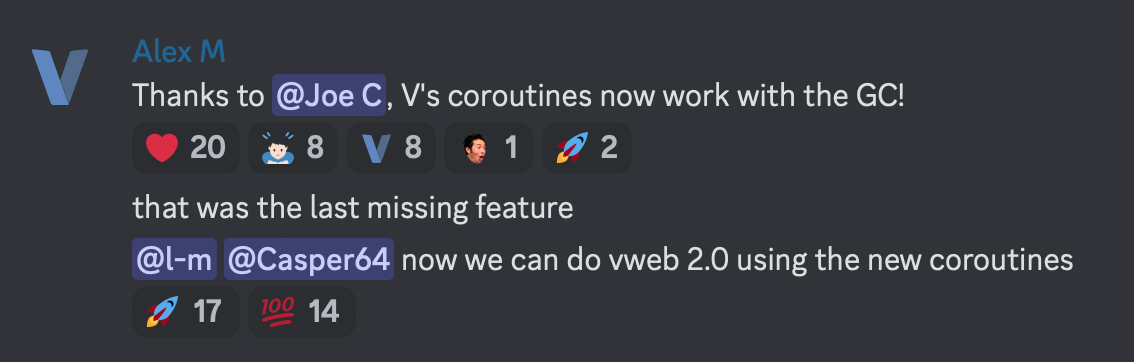 Alex M
Thanks to @Joe C, V's coroutines now work with the GC!
20 8 8 1 2
that was the last missing feature
@l-m @Casper64 now we can do vweb 2.0 using the new coroutines
17 100 14